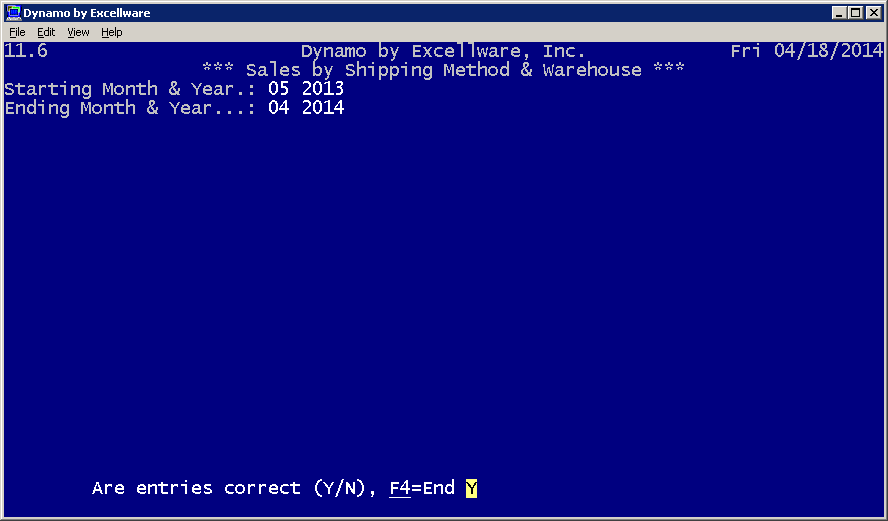 Dynamo by Excellware
File Edit View Help
11.6 Dynamo by Excellware, Inc. Fri 04/18/2014
*** Sales by Shipping Method & Warehouse ***
Starting Month & Year.: 05 2013
Ending Month & Year...: 04 2014
Are entries correct (Y/N), F4=End Y